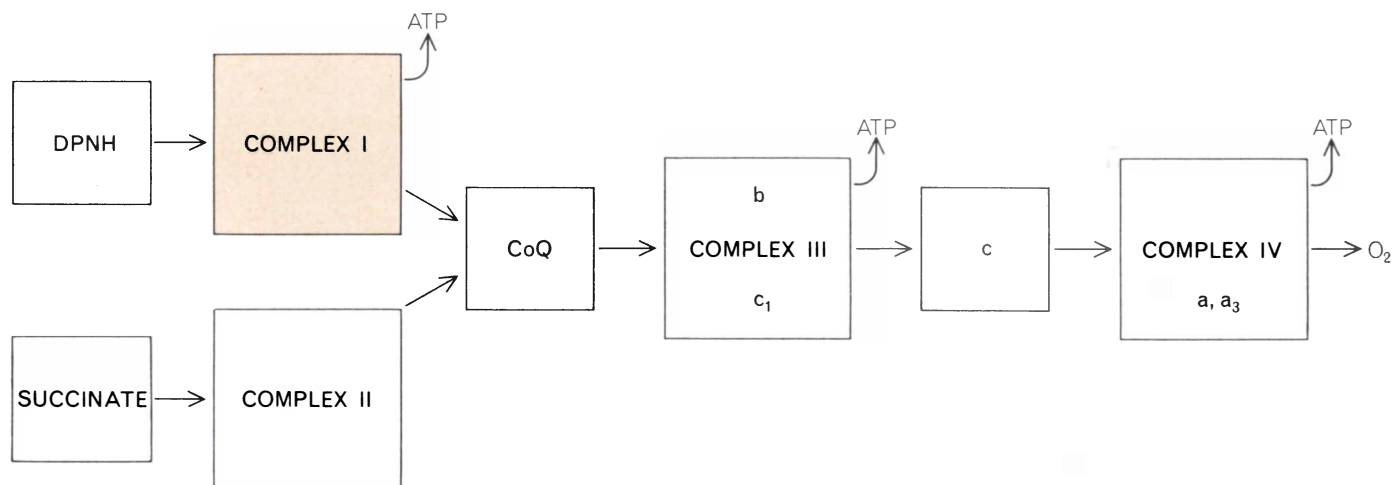 ATP
DPNH
COMPLEX I
ATP
ATP
b
CoQ
COMPLEX III
c
COMPLEX IV
O₂
c₁
a, a₃
SUCCINATE
COMPLEX II